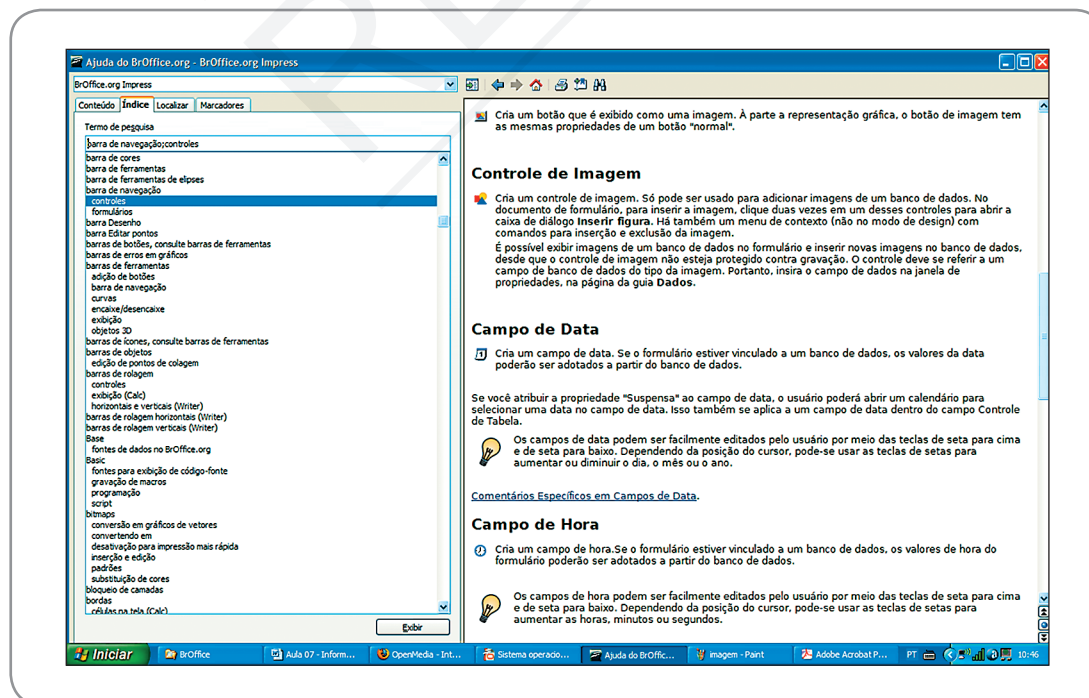 Ajuda do BrOffice.org - BrOffice.org Impress
BrOffice.org Impress
Conteúdo Índice Localizar Marcadores
Termo de pesquisa
barra de navegação;controles
barra de cores
barra de ferramentas
barra de ferramentas de elipses
barra de navegação
controles
formulários
barra Desenho
barra Editar pontos
barras de botões, consulte barras de ferramentas
barras de erros em gráficos
barras de ferramentas
adição de botões
barra de navegação
curvas
encaixe/desencaixe
exibição
objetos 3D
barras de ícones, consulte barras de ferramentas
barras de objetos
edição de pontos de colagem
barras de rolagem
controles
exibição (Calc)
horizontais e verticais (Writer)
barras de rolagem horizontais (Writer)
barras de rolagem verticais (Writer)
Base
fontes de dados no BrOffice.org
Basic
fontes para exibição de código-fonte
gravação de macros
programação
script
bitmaps
conversão em gráficos de vetores
convertendo em
desativação para impressão mais rápida
inserção e edição
padrões
substituição de cores
bloqueio de camadas
bordas
células na tela (Calc)
Exibir
Cria um botão que é exibido como uma imagem. À parte a representação gráfica, o botão de imagem tem
as mesmas propriedades de um botão "normal".
Controle de Imagem
Cria um controle de imagem. Só pode ser usado para adicionar imagens de um banco de dados. No
documento de formulário, para inserir a imagem, clique duas vezes em um desses controles para abrir a
caixa de diálogo Inserir figura. Há também um menu de contexto (não no modo de design) com
comandos para inserção e exclusão da imagem.
É possível exibir imagens de um banco de dados no formulário e inserir novas imagens no banco de dados,
desde que o controle de imagem não esteja protegido contra gravação. O controle deve se referir a um
campo de banco de dados do tipo da imagem. Portanto, insira o campo de dados na janela de
propriedades, na página da guia Dados.
Campo de Data
Cria um campo de data. Se o formulário estiver vinculado a um banco de dados, os valores da data
poderão ser adotados a partir do banco de dados.
Se você atribuir a propriedade "Suspensa" ao campo de data, o usuário poderá abrir um calendário para
selecionar uma data no campo de data. Isso também se aplica a um campo de data dentro do campo Controle
de Tabela.
Os campos de data podem ser facilmente editados pelo usuário por meio das teclas de seta para cima
e de seta para baixo. Dependendo da posição do cursor, pode-se usar as teclas de setas para
aumentar ou diminuir o dia, o mês ou o ano.
Comentários Específicos em Campos de Data.
Campo de Hora
Cria um campo de hora.Se o formulário estiver vinculado a um banco de dados, os valores de hora do
formulário poderão ser adotados a partir do banco de dados.
Os campos de hora podem ser facilmente editados pelo usuário por meio das teclas de seta para cima
e de seta para baixo. Dependendo da posição do cursor, pode-se usar as teclas de setas para
aumentar as horas, minutos ou segundos.
Iniciar BrOffice Aula 07 - Inform... OpenMedia - Int... Sistema operacio... Ajuda do BrOffic... imagem - Paint Adobe Acrobat P... PT 10:46